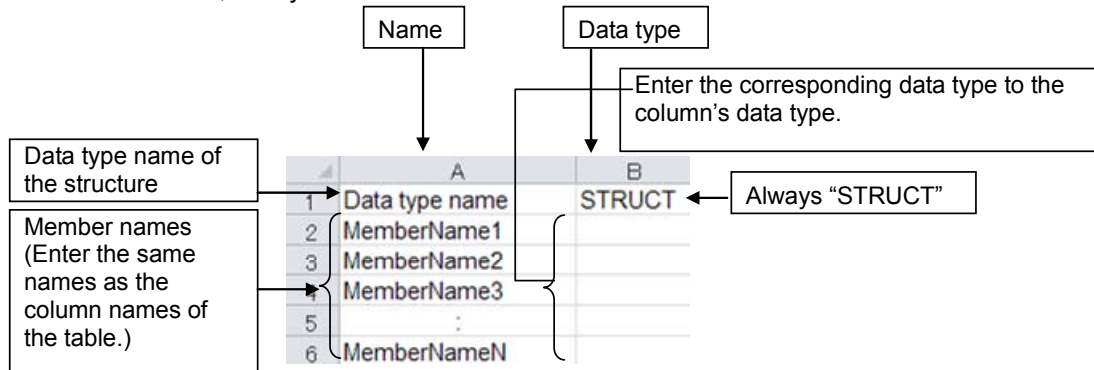 Name
Data type
Enter the corresponding data type to the
column’s data type.
Data type name of
the structure
A
B
1
Data type name
STRUCT
Always “STRUCT”
Member names
(Enter the same
names as the
column names of
the table.)
2
MemberName1
3
MemberName2
4
MemberName3
5
:
6
MemberNameN